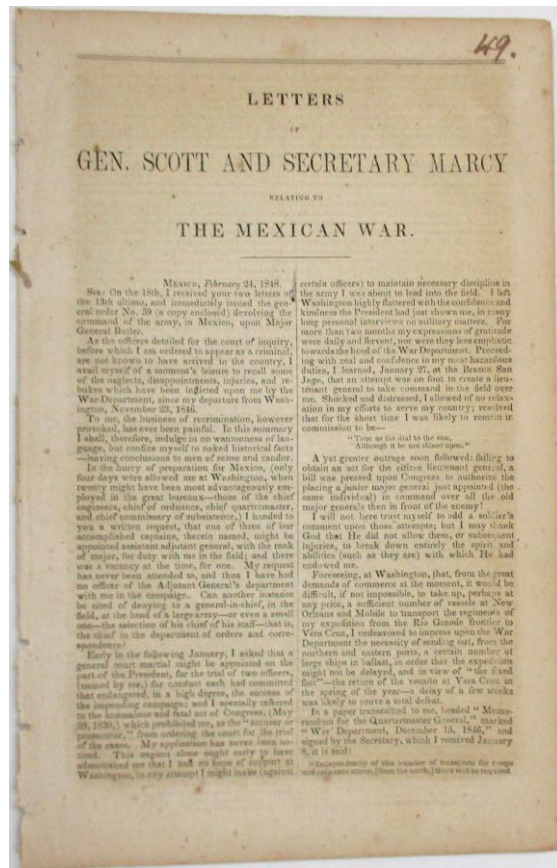 49.
LETTERS
OF
GEN. SCOTT AND SECRETARY MARCY
RELATING TO
THE MEXICAN WAR.
MEXICO, February 24, 1848.
SIR: On the 18th, I received your two letters of
the 13th ultimo, and immediately issued the gen-
eral order No. 59 (a copy enclosed) devolving the
command of the army, in Mexico, upon Major
General Butler.
As the officers detailed for the court of inquiry,
before which I am ordered to appear as a criminal,
are not known to have arrived in the country, I
avail myself of a moment's leisure to recall some
of the neglects, disappointments, injuries, and re-
bukes which have been inflicted upon me by the
War Department, since my departure from Wash-
ington, November 23, 1846.
To me, the business of recrimination, however
provoked, has ever been painful. In this summary
I shall, therefore, indulge in no wantonness of lan-
guage, but confine myself to naked historical facts
—leaving conclusions to men of sense and candor.
In the hurry of preparation for Mexico, (only
four days were allowed me at Washington, when
twenty might have been most advantageously em-
ployed in the great bureaux—those of the chief
engineer, chief of ordnance, chief quartermaster,
and chief commissary of subsistence,) I handed to
you a written request, that one of three of our
accomplished captains, therein named, might be
appointed assistant adjutant general, with the rank
of major, for duty with me in the field; and there
was a vacancy at the time, for one. My request
has never been attended to, and thus I have had
no officer of the Adjutant General's department
with me in the campaign. Can another instance
be cited of denying to a general-in-chief, in the
field, at the head of a large army—or even a small
one—the selection of his chief of his staff—that is,
the chief in the department of orders and corre-
spondence?
Early in the following January, I asked that a
general court martial might be appointed on the
part of the President, for the trial of two officers,
(named by me,) for conduct each had committed
that endangered, in a high degree, the success of
the impending campaign; and I specially referred
to the anomalous and fatal act of Congress, (May
29, 1830,) which prohibited me, as the "accuser or
prosecutor," from ordering the court for the trial
of the cases. My application has never been no-
ticed. This neglect alone ought early to have
admonished me that I had no hope of support at
Washington, in any attempt I might make (against
certain officers) to maintain necessary discipline in
the army I was about to lead into the field. I left
Washington highly flattered with the confidence and
kindness the President had just shown me, in many
long personal interviews on military matters. For
more than two months my expressions of gratitude
were daily and fervent, nor were they less emphatic
towards the head of the War Department. Proceed-
ing with zeal and confidence in my most hazardous
duties, I learned, January 27, at the Brazos San
Jago, that an attempt was on foot to create a lieu-
tenant general to take command in the field over
me. Shocked and distressed, I allowed of no relax-
ation in my efforts to serve my country; resolved
that for the short time I was likely to remain in
commission to be—
"True as the dial to the sun,
Although it be not shined upon."
A yet greater outrage soon followed: failing to
obtain an act for the citizen lieutenant general, a
bill was pressed upon Congress to authorize the
placing a junior major general just appointed (the
same individual) in command over all the old
major generals then in front of the enemy!
I will not here trust myself to add a soldier's
comment upon those attempts; but I may thank
God that He did not allow them, or subsequent
injuries, to break down entirely the spirit and
abilities (such as they are) with which He had
endowed me.
Foreseeing, at Washington, that, from the great
demands of commerce at the moment, it would be
difficult, if not impossible, to take up, perhaps at
any price, a sufficient number of vessels at New
Orleans and Mobile to transport the regiments of
my expedition from the Rio Grande frontier to
Vera Cruz, I endeavored to impress upon the War
Department the necessity of sending out, from the
northern and eastern ports, a certain number of
large ships in ballast, in order that the expedition
might not be delayed, and in view of "the fixed
fact"—the return of the vomito at Vera Cruz in
the spring of the year—a delay of a few weeks
was likely to prove a total defeat.
In a paper transmitted to me, headed "Memo-
randum for the Quartermaster General," marked
"War Department, December 15, 1846," and
signed by the Secretary, which I received January
8, it is said:
"Independently of this number of transports for troops
and ordnance stores, [from the north,] there will be required